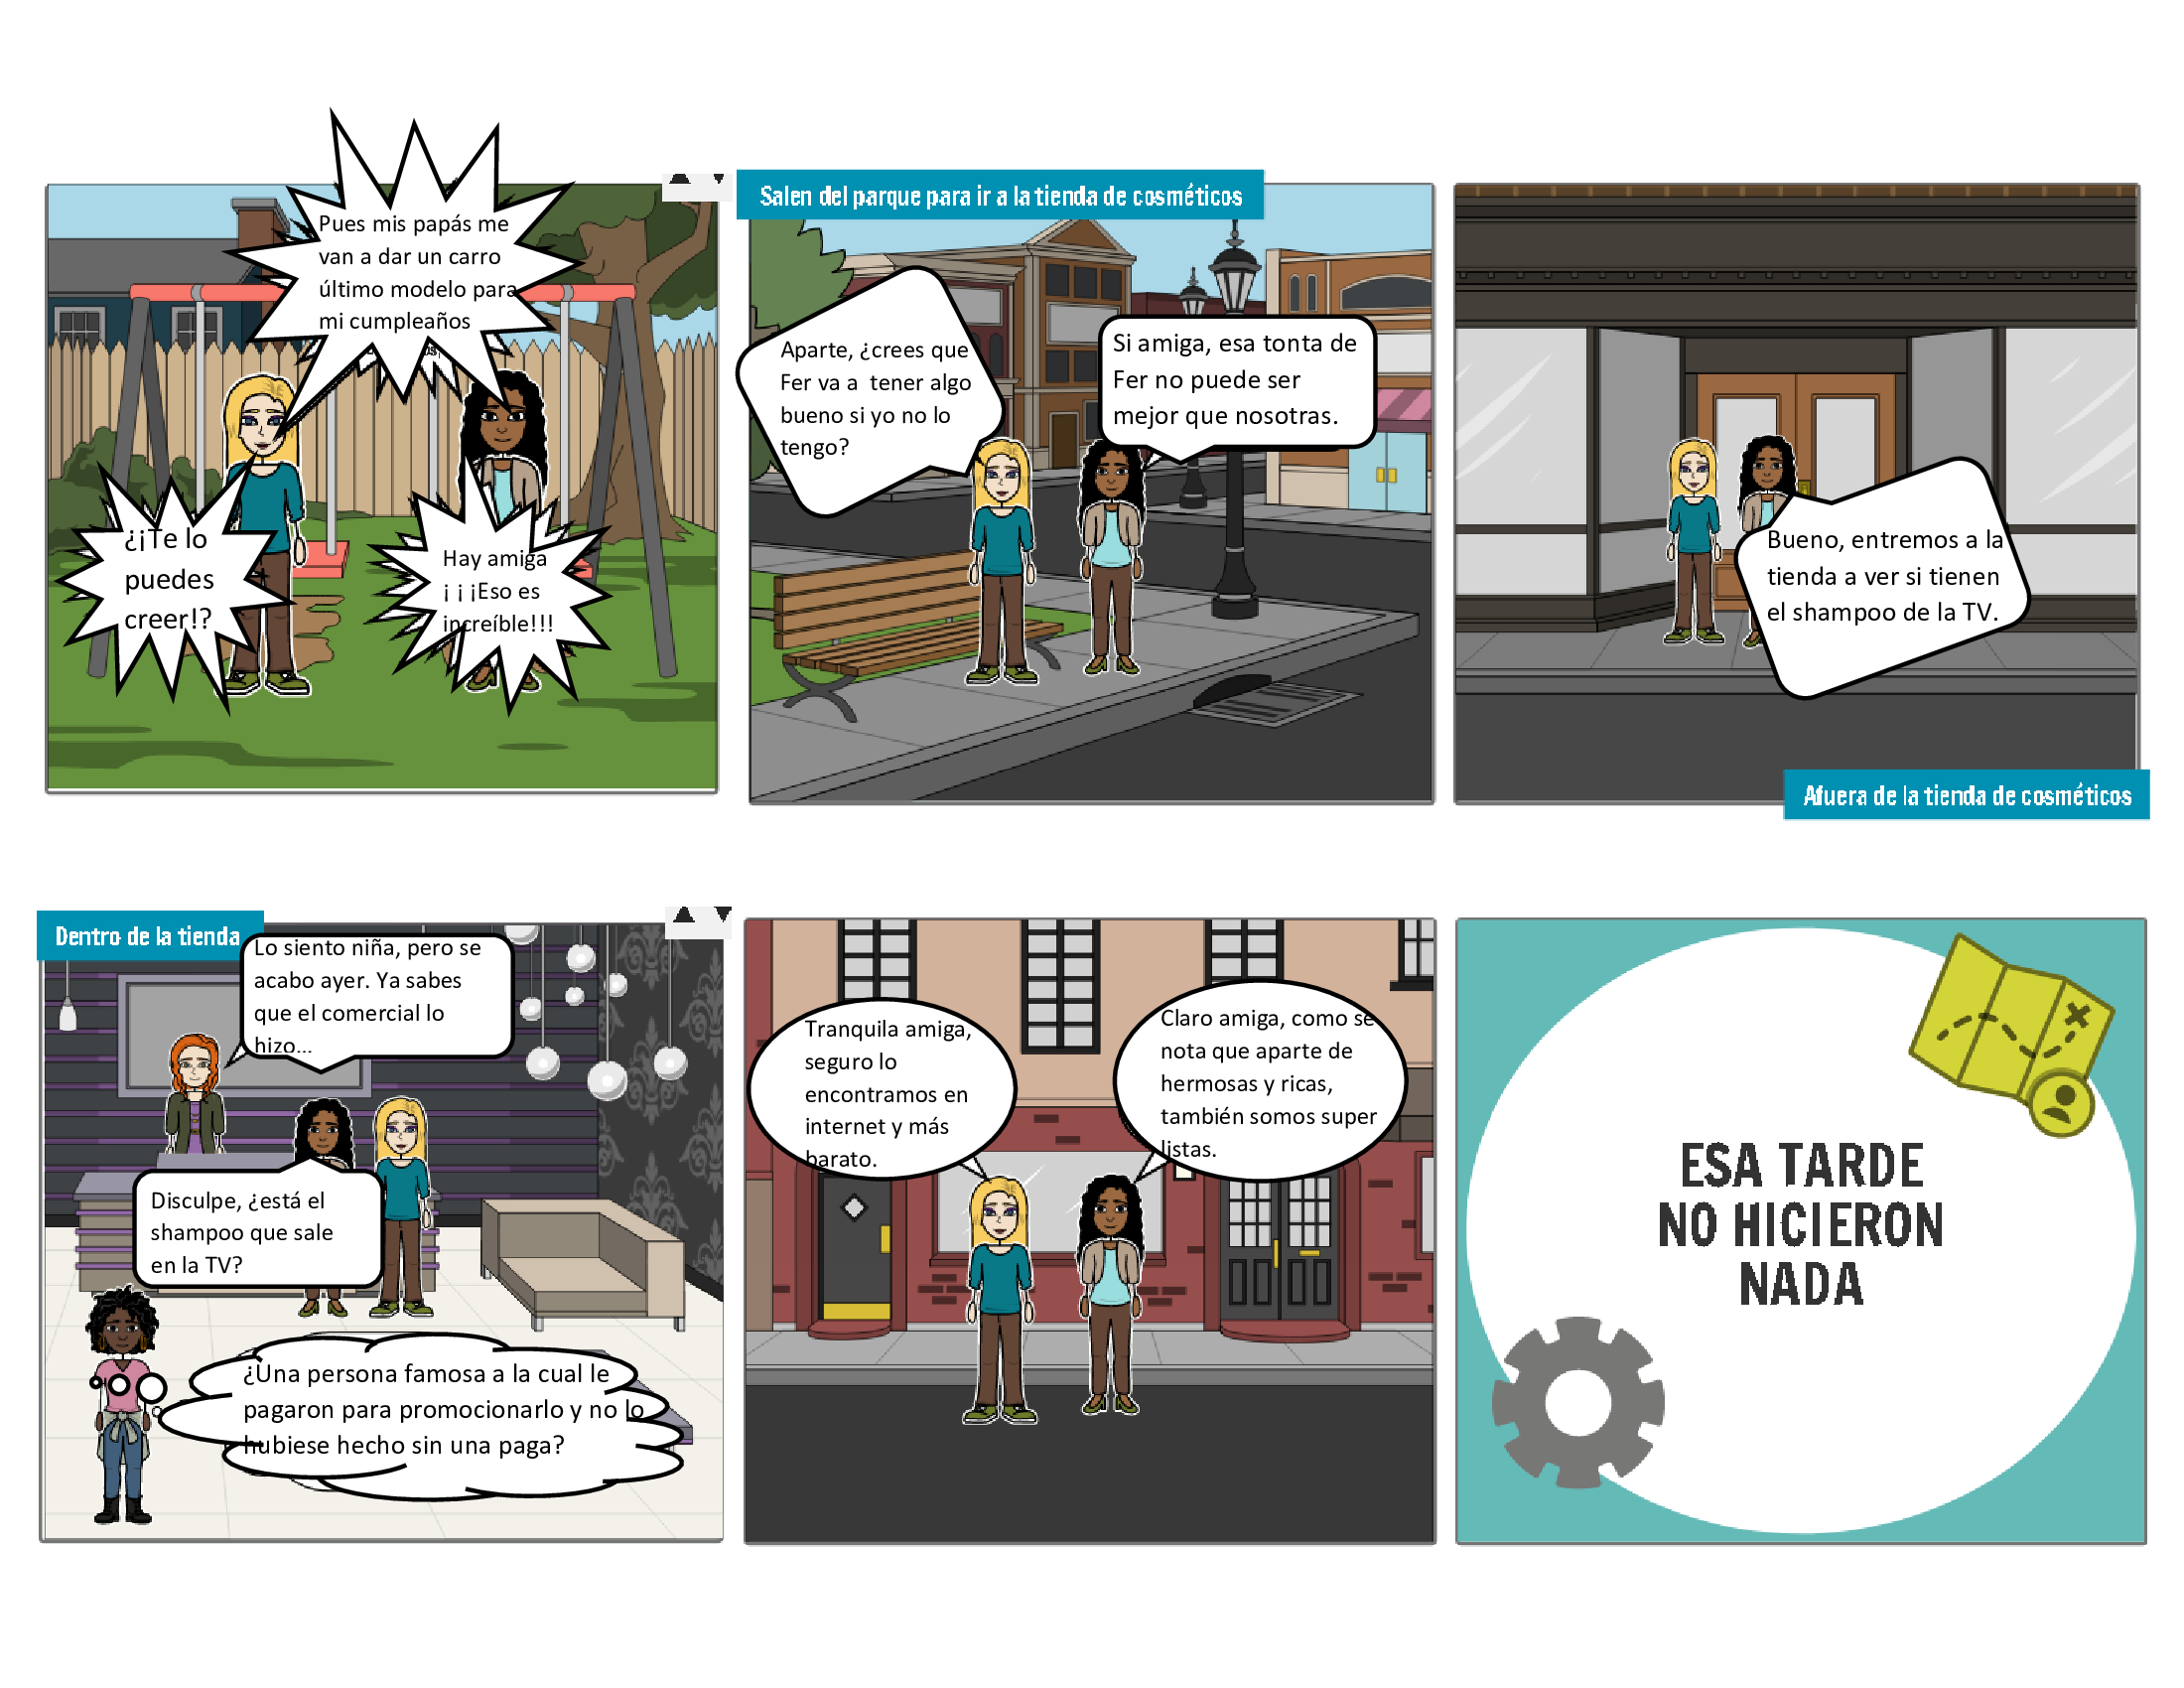 Pues mis papás me
van a dar un carro
último modelo para
mi cumpleaños
¿¡Te lo
puedes
creer!?
Hay amiga
¡ ¡ ¡Eso es
increíble!!!
Salen del parque para ir a la tienda de cosméticos
Aparte, ¿crees que
Fer va a  tener algo
bueno si yo no lo
tengo?
Si amiga, esa tonta de
Fer no puede ser
mejor que nosotras.
Bueno, entremos a la
tienda a ver si tienen
el shampoo de la TV.
Afuera de la tienda de cosméticos
Dentro de la tienda
Lo siento niña, pero se
acabo ayer. Ya sabes
que el comercial lo
hizo...
Disculpe, ¿está el
shampoo que sale
en la TV?
¿Una persona famosa a la cual le
pagaron para promocionarlo y no lo
hubiese hecho sin una paga?
Tranquila amiga,
seguro lo
encontramos en
internet y más
barato.
Claro amiga, como se
nota que aparte de
hermosas y ricas,
también somos super
listas.
ESA TARDE
NO HICIERON
NADA